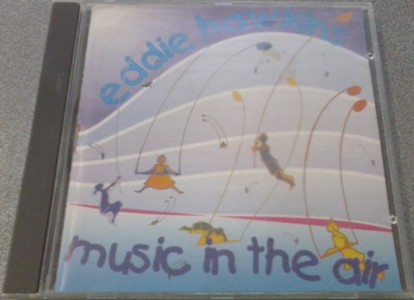 eddie hawkins
music in the air